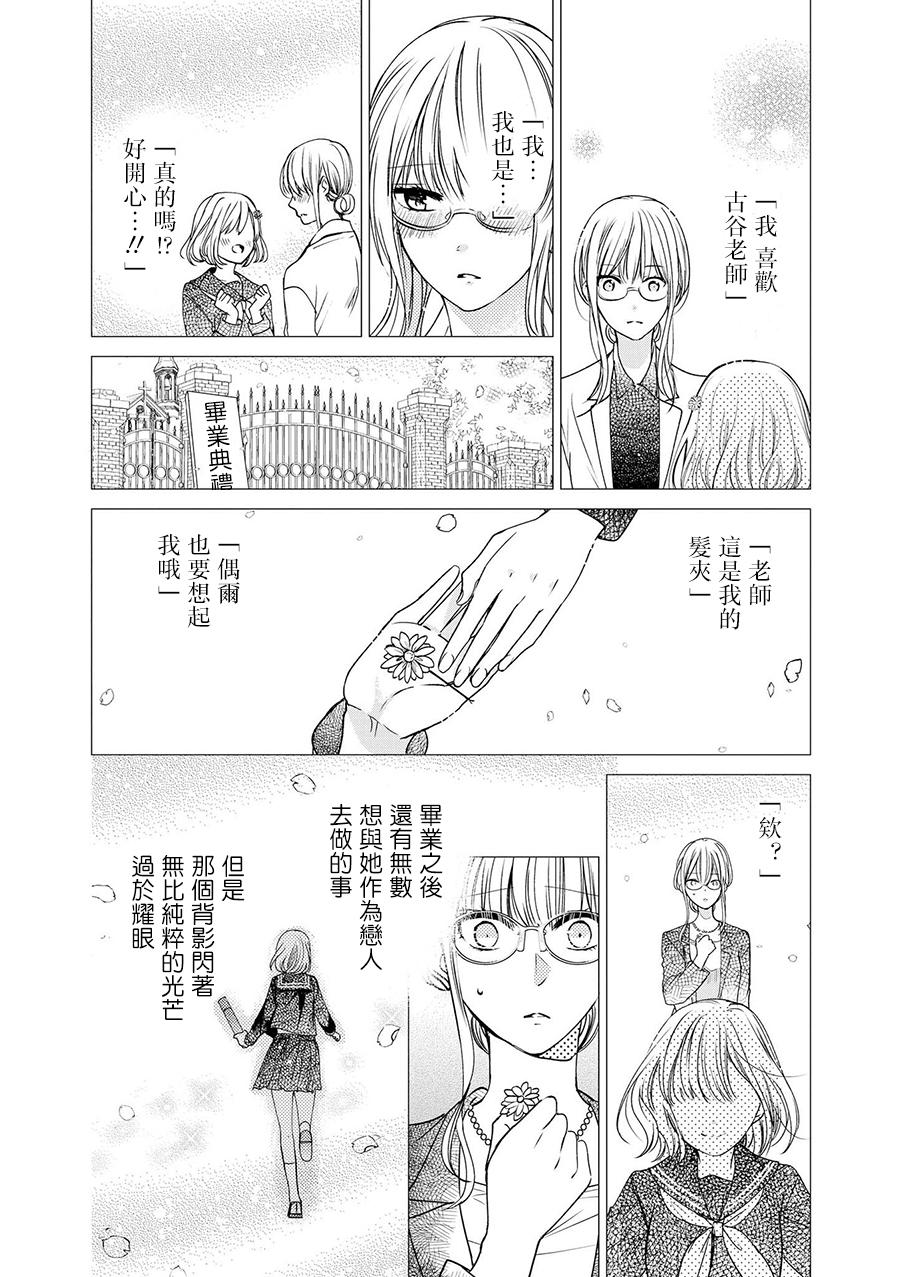 「我 喜歡
古谷老師」
「我…
我也是…」
「真的嗎!?
好開心…!!」
畢業典禮
「老師
這是我的
髮夾」
「偶爾
也要想起
我哦」
「欸？」
畢業之後
還有無數
想與她作為戀人
去做的事
但是
那個背影閃著
無比純粹的光芒
過於耀眼